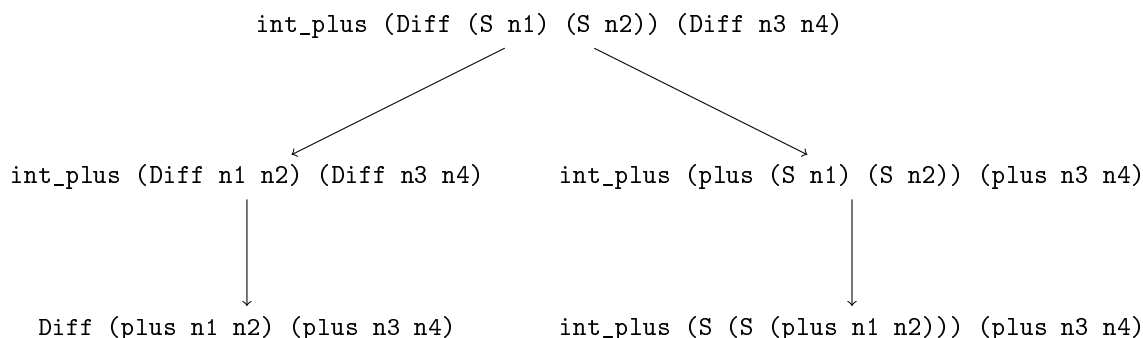 int_plus (Diff (S n1) (S n2)) (Diff n3 n4)
int_plus (Diff n1 n2) (Diff n3 n4)
int_plus (plus (S n1) (S n2)) (plus n3 n4)
Diff (plus n1 n2) (plus n3 n4)
int_plus (S (S (plus n1 n2))) (plus n3 n4)